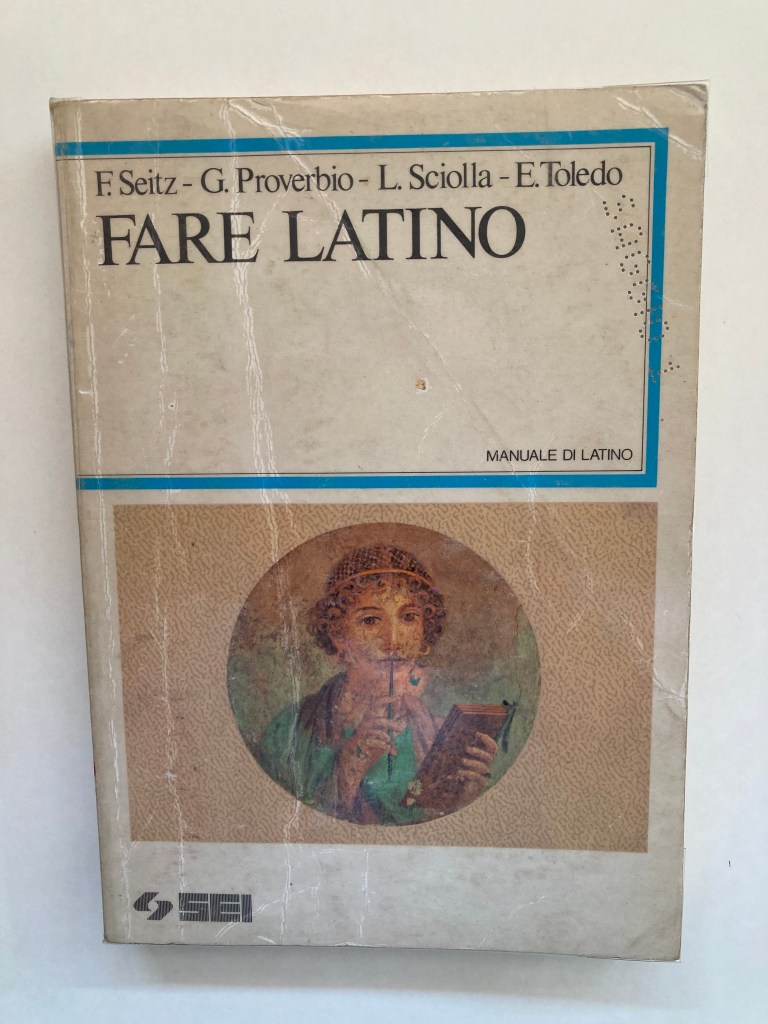 F. Seitz - G. Proverbio - L. Sciolla - E. Toledo
FARE LATINO
MANUALE DI LATINO
SEI